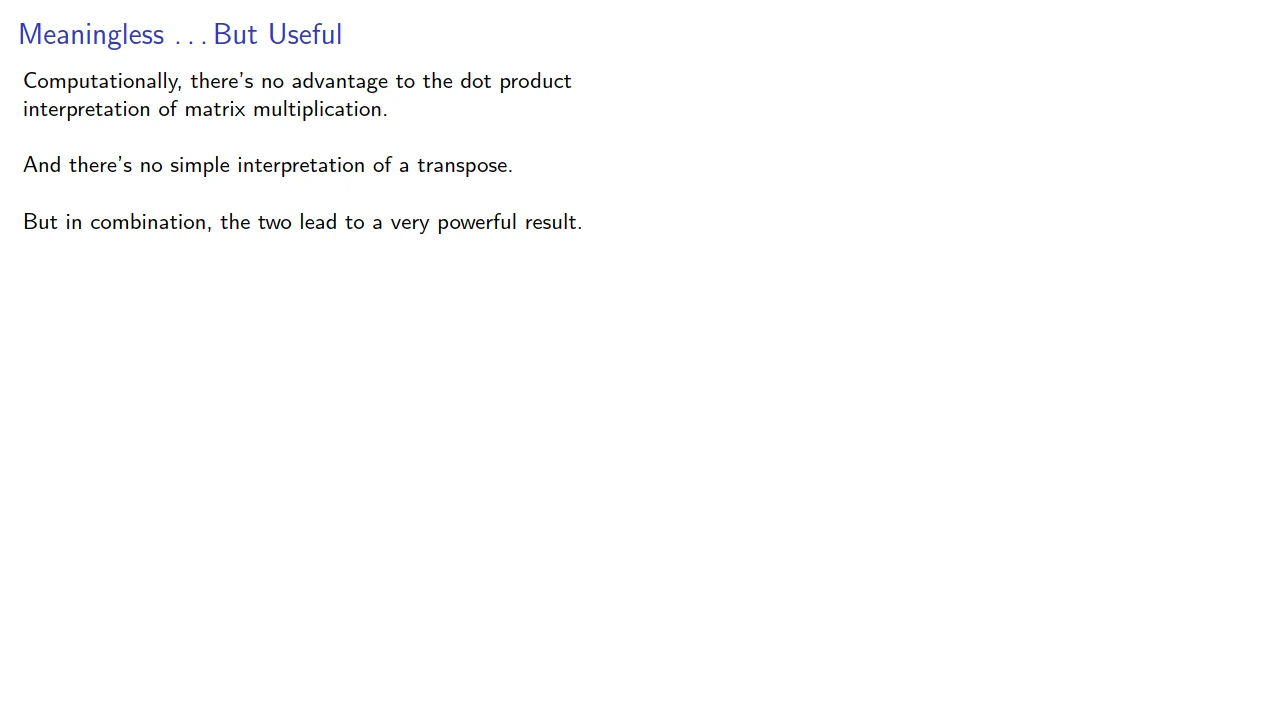 Meaningless ... But Useful
Computationally, there's no advantage to the dot product
interpretation of matrix multiplication.
And there's no simple interpretation of a transpose.
But in combination, the two lead to a very powerful result.